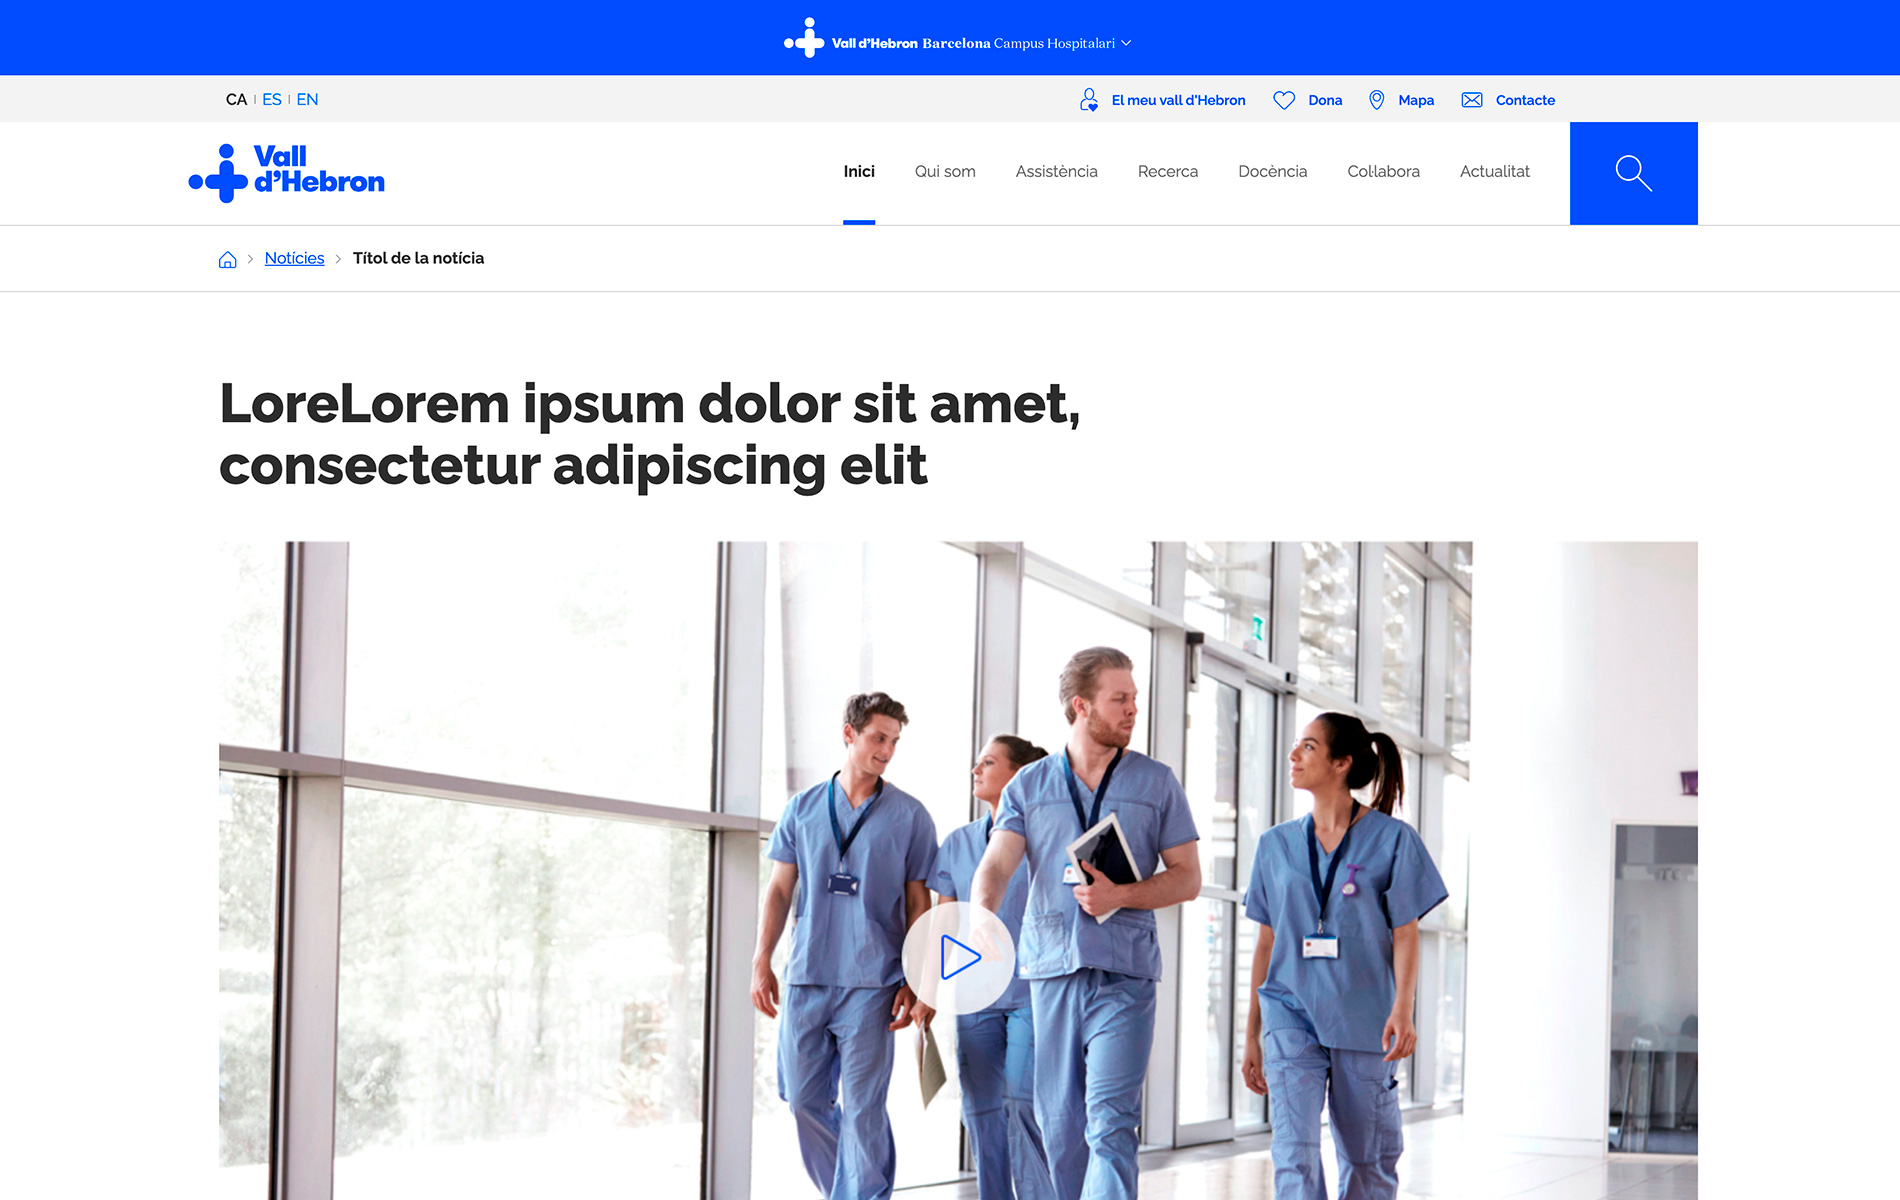 Vall d'Hebron Barcelona Campus Hospitalari
CA | ES | EN
El meu vall d'Hebron Dona Mapa Contacte
Vall
d'Hebron
Inici Qui som Assistència Recerca Docència Col·labora Actualitat
Notícies > Títol de la notícia
LoreLorem ipsum dolor sit amet,
consectetur adipiscing elit